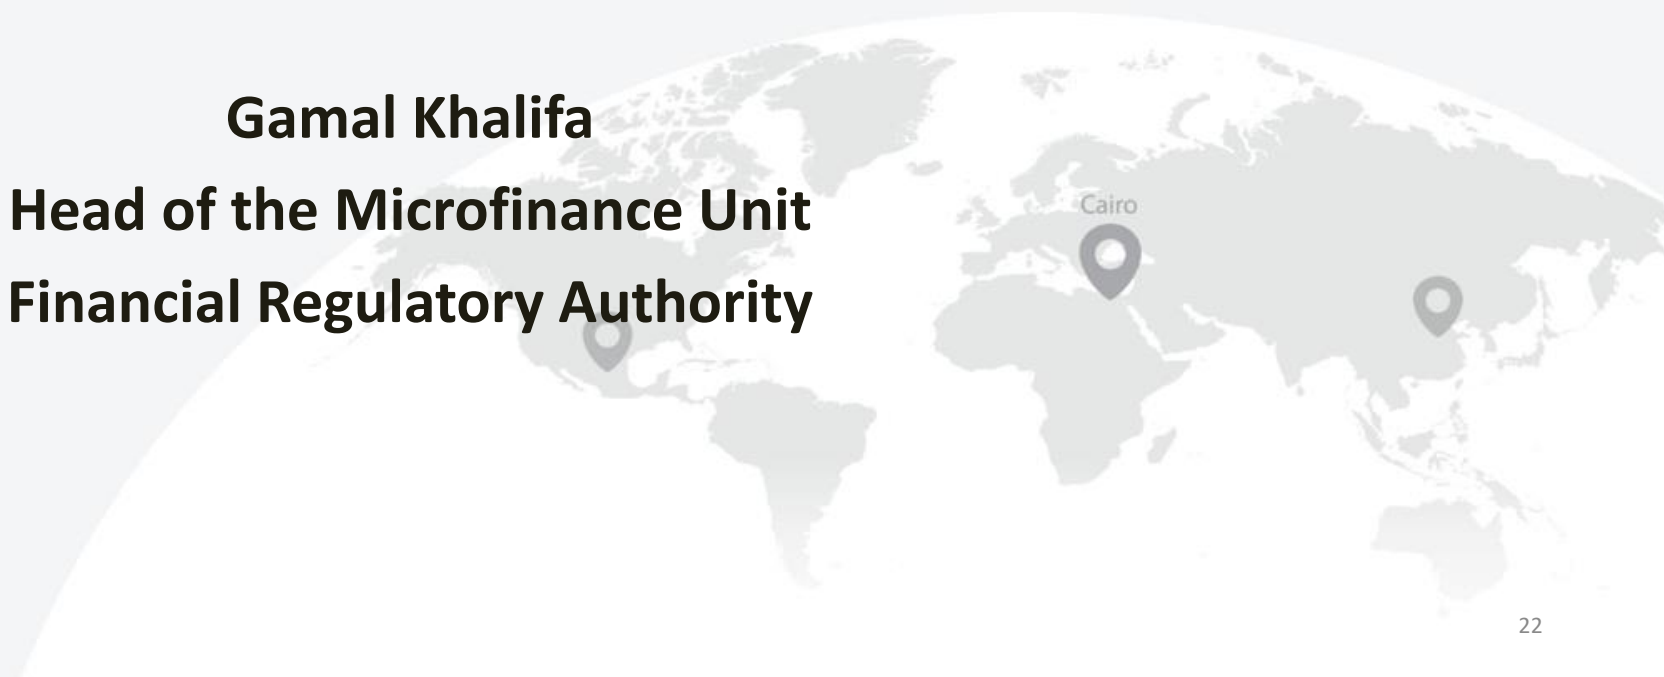 Gamal Khalifa
Head of the Microfinance Unit
Financial Regulatory Authority
Cairo
22